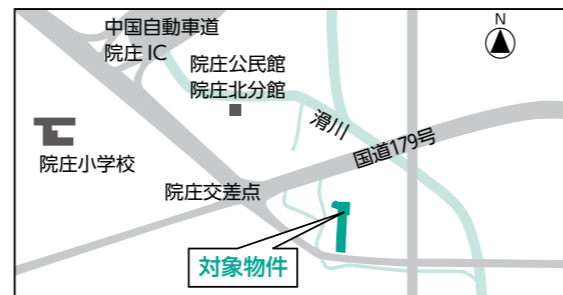 中国自動車道
院庄 IC
N
院庄公民館
院庄北分館
滑川
国道179号
院庄小学校
院庄交差点
対象物件